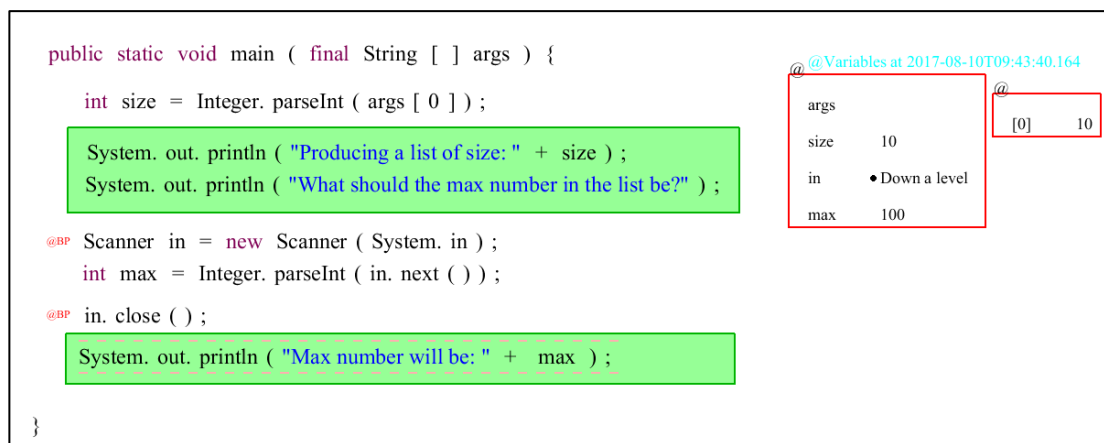 public static void main ( final String [ ] args ) {
int size = Integer. parseInt ( args [ 0 ] ) ;
System. out. println ( "Producing a list of size: " + size ) ;
System. out. println ( "What should the max number in the list be?" ) ;
@BP Scanner in = new Scanner ( System. in ) ;
int max = Integer. parseInt ( in. next ( ) ) ;
@BP in. close ( ) ;
System. out. println ( "Max number will be: " + max ) ;
}
@ @Variables at 2017-08-10T09:43:40.164
args
size 10
in • Down a level
max 100
@
[0] 10